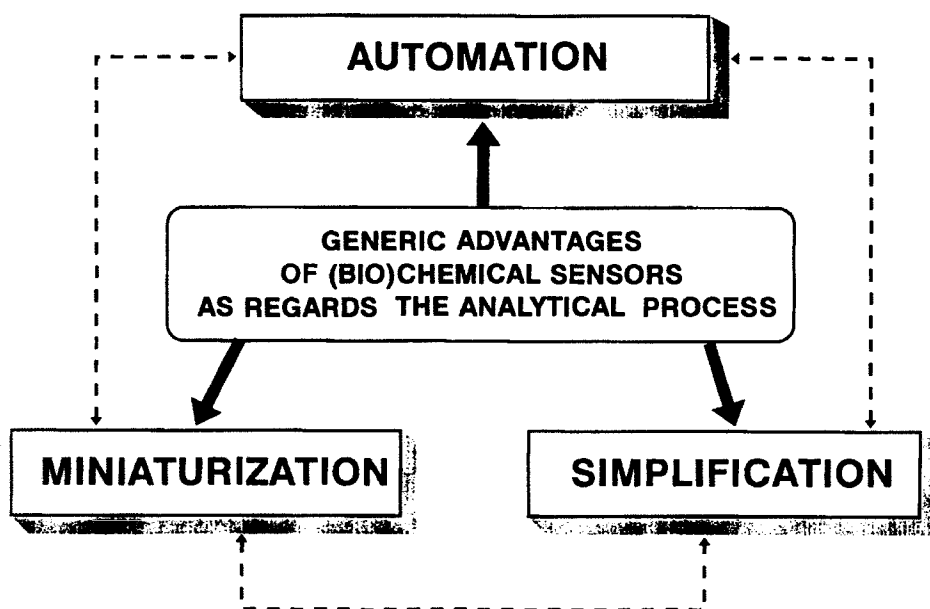 AUTOMATION
GENERIC ADVANTAGES
OF (BIO)CHEMICAL SENSORS
AS REGARDS THE ANALYTICAL PROCESS
MINIATURIZATION
SIMPLIFICATION